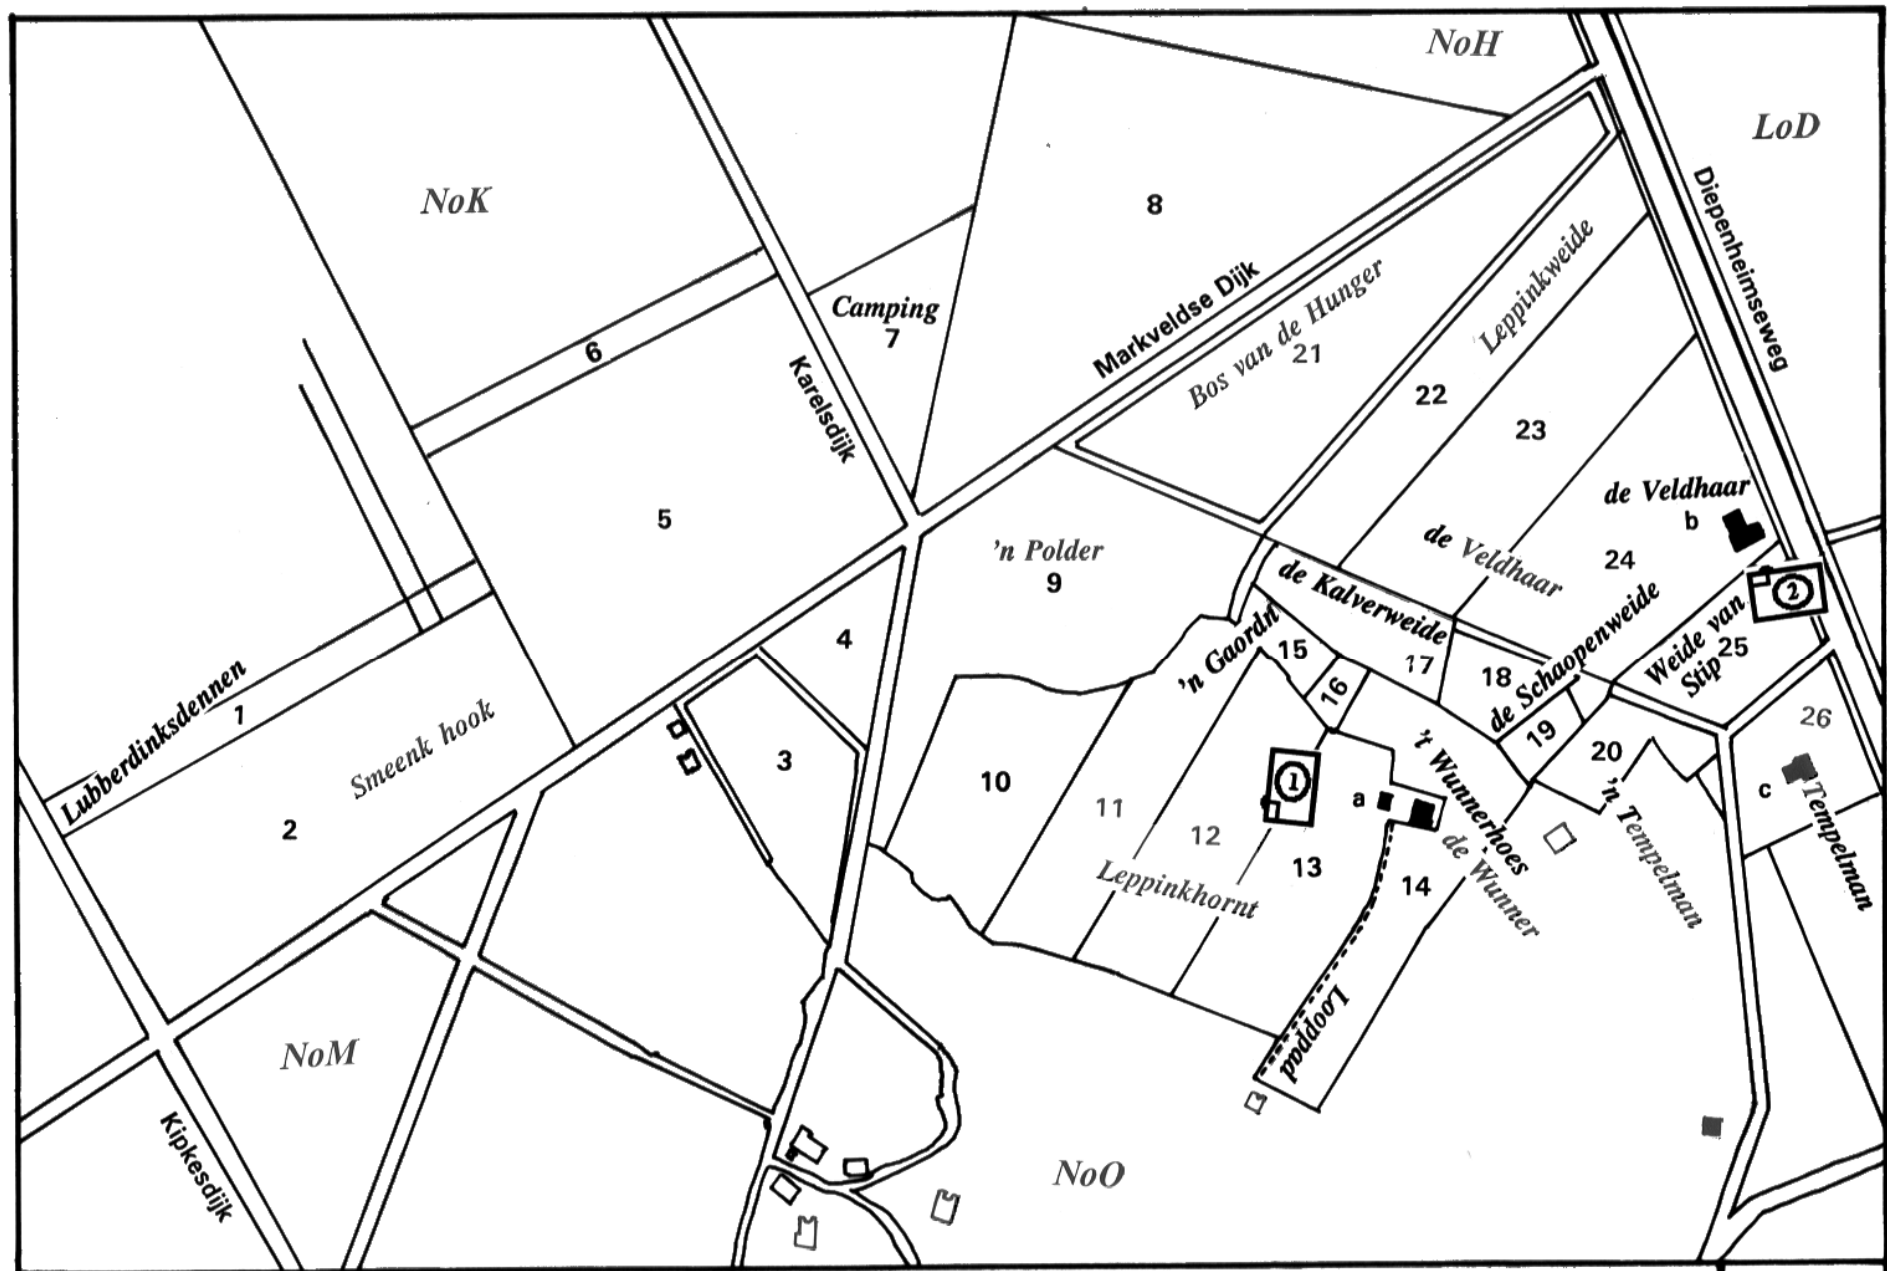 NoH
LoD
NoK
8
Diepenheimseweg
Camping
7
Markveldse Dijk
Bos van de Hunger
21
Leppinkweide
6
Karelsdijk
22
23
de Veldhaar
b
5
'n Polder
9
de Veldhaar
24
de Kalverweide
de Schaopenweide
2
Weide van
Stip
25
4
'n Gaordn
15
16
17
18
19
20
26
Lubberdinksdennen
1
Smeenk hook
2
3
10
11
12
Leppinkhornt
1
13
a
14
't Wunnerhoes
de Wunner
'n Tempelman
c
Tempelman
Looppad
NoM
Kipkesdijk
NoO